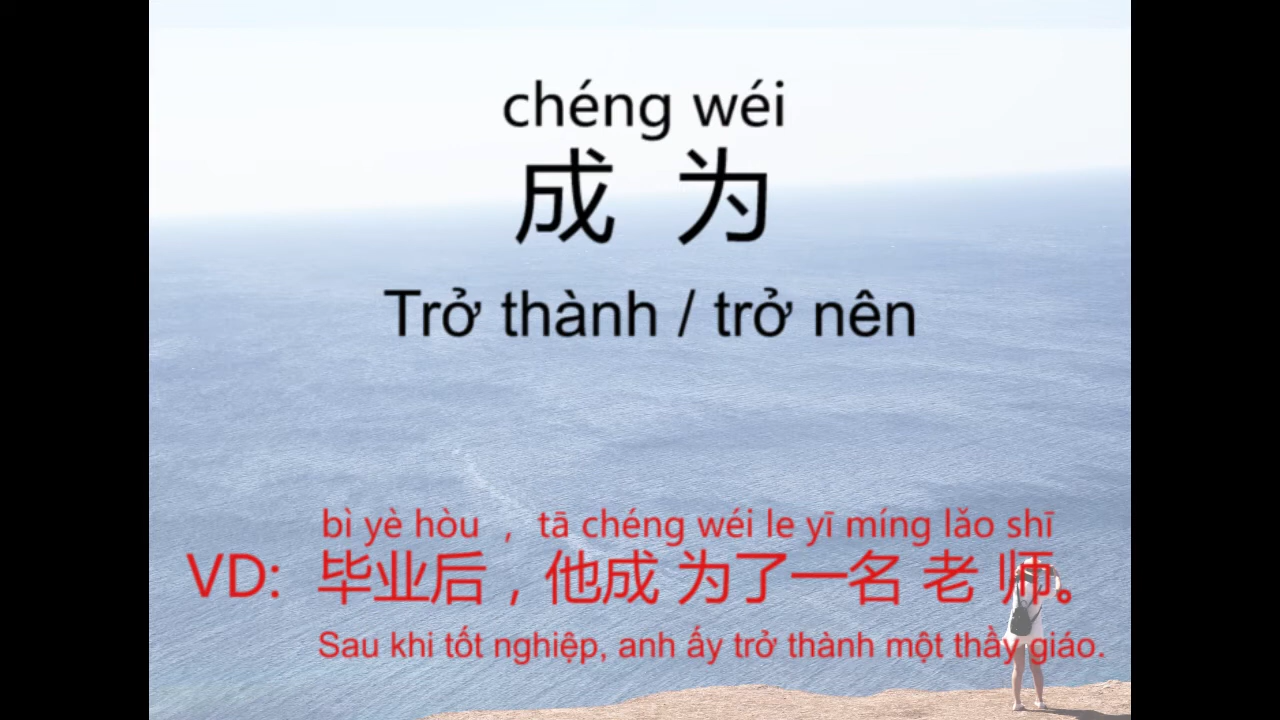 chéng wéi
成 为
Trở thành / trở nên
bì yè hòu ， tā chéng wéi le yī míng lǎo shī
VD: 毕业后，他成 为了一名 老 师。
Sau khi tốt nghiệp, anh ấy trở thành một thầy giáo.